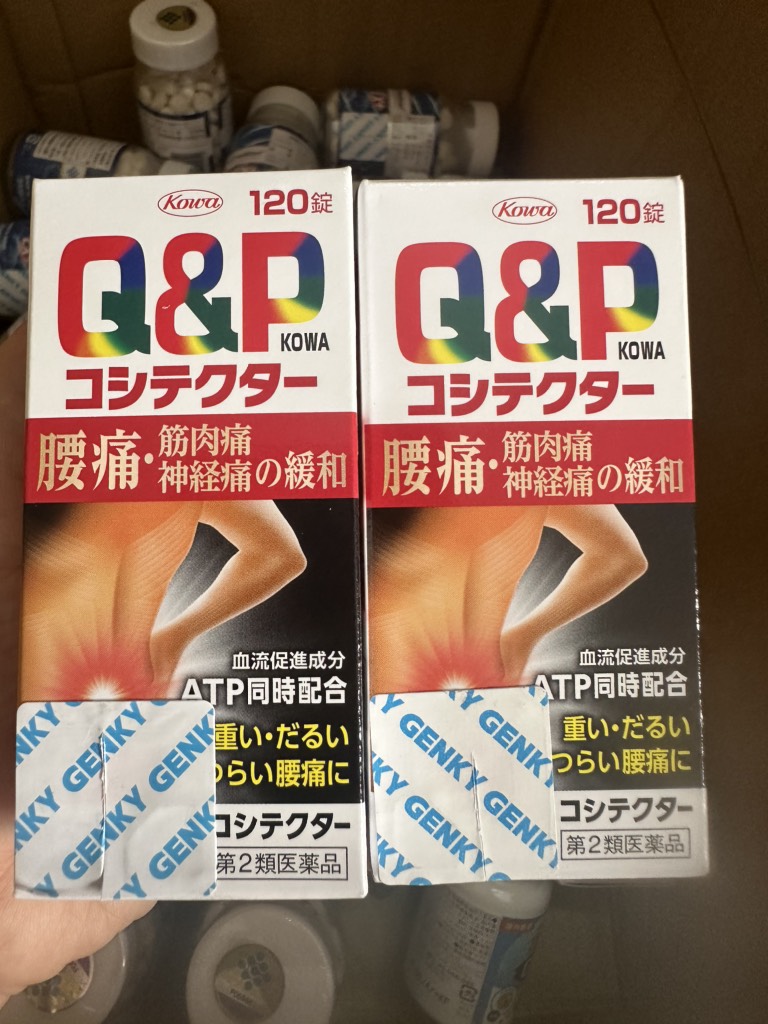 Kowa
120錠
Q&P
KOWA
コシテクター
腰痛・筋肉痛
神経痛の緩和
血流促進成分
ATP同時配合
重い・だるい
つらい腰痛に
コシテクター
第2類医薬品
GENKY GENKY
GENKY GENKY
Kowa
120錠
Q&P
KOWA
コシテクター
腰痛・筋肉痛
神経痛の緩和
血流促進成分
ATP同時配合
重い・だるい
つらい腰痛に
コシテクター
第2類医薬品
GENKY GENKY
GENKY GENKY